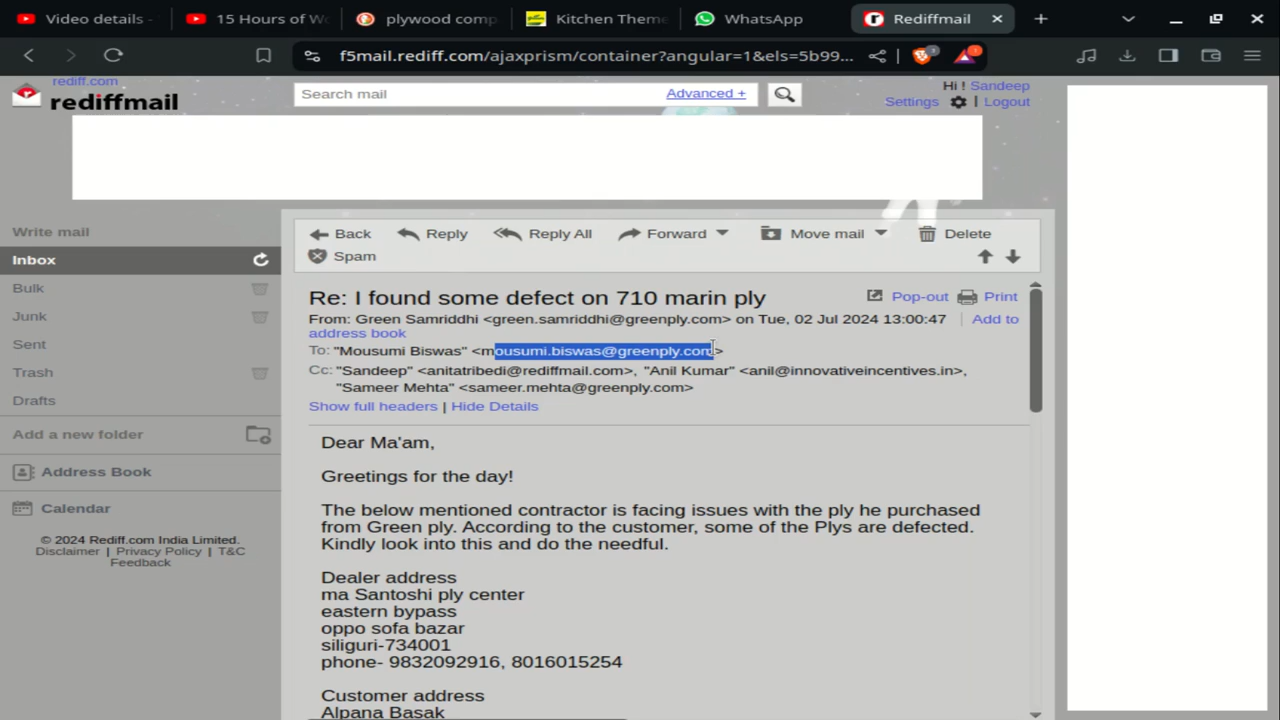 Video details -
15 Hours of Wo
plywood comp
Kitchen Theme
WhatsApp
Rediffmail
f5mail.rediff.com/ajaxprism/container?angular=1&els=5b99...
rediff.com
rediffmail
Search mail
Advanced +
Hi ! Sandeep
Settings | Logout
Write mail
Inbox
Bulk
Junk
Sent
Trash
Drafts
Add a new folder
Address Book
Calendar
© 2024 Rediff.com India Limited.
Disclaimer | Privacy Policy | T&C
Feedback
Back Reply Reply All Forward Move mail Delete
Spam
Re: I found some defect on 710 marin ply
Pop-out Print
From: Green Samriddhi <green.samriddhi@greenply.com> on Tue, 02 Jul 2024 13:00:47 | Add to
address book
To: "Mousumi Biswas" <mousumi.biswas@greenply.com>
Cc: "Sandeep" <anitatribedi@rediffmail.com>, "Anil Kumar" <anil@innovativeincentives.in>,
"Sameer Mehta" <sameer.mehta@greenply.com>
Show full headers | Hide Details
Dear Ma'am,
Greetings for the day!
The below mentioned contractor is facing issues with the ply he purchased
from Green ply. According to the customer, some of the Plys are defected.
Kindly look into this and do the needful.
Dealer address
ma Santoshi ply center
eastern bypass
oppo sofa bazar
siliguri-734001
phone- 9832092916, 8016015254
Customer address
Alpana Basak